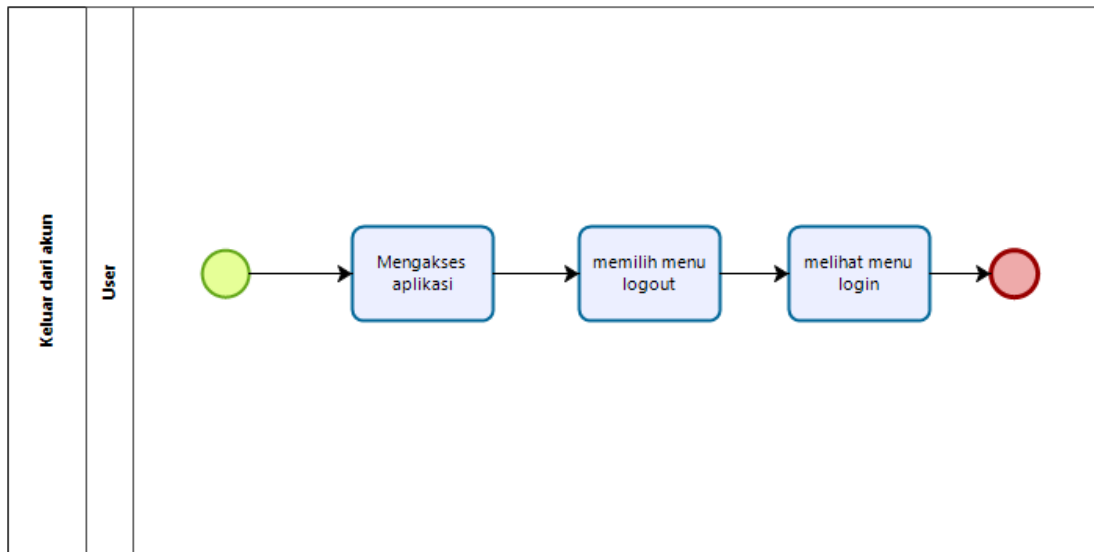 Keluar dari akun
User
Mengakses
aplikasi
memilih menu
logout
melihat menu
login